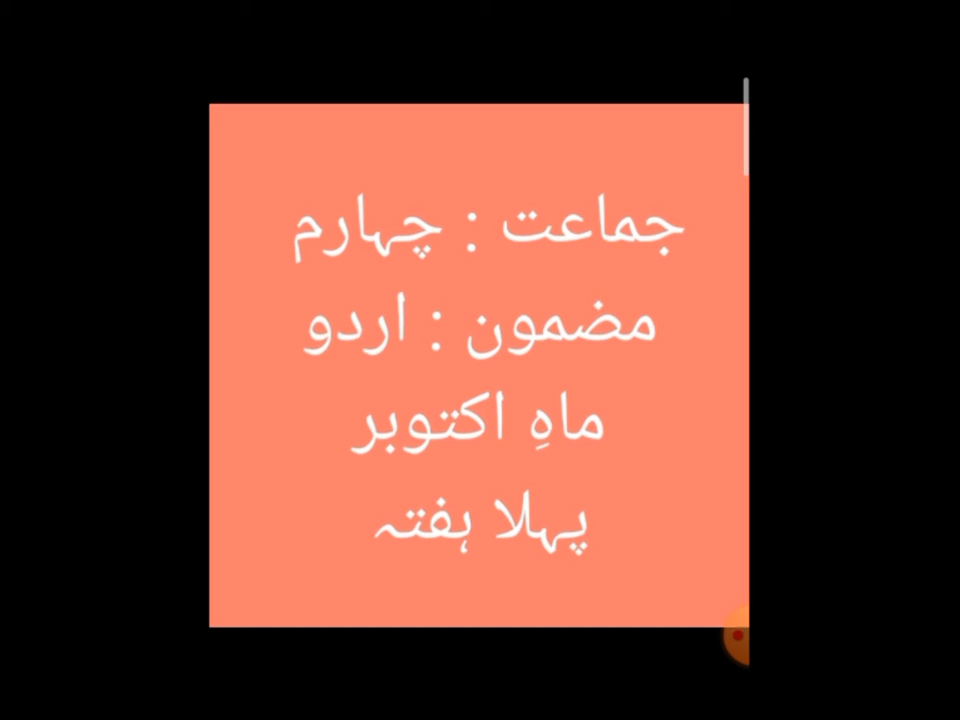 جماعت : چہارم
مضمون : اردو
ماہِ اکتوبر
پہلا ہفتہ